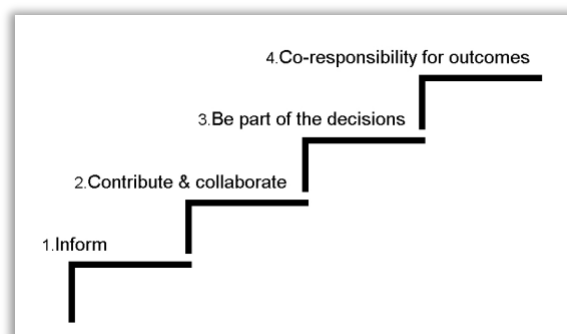 4.Co-responsibility for outcomes
3.Be part of the decisions
2.Contribute & collaborate
1.Inform